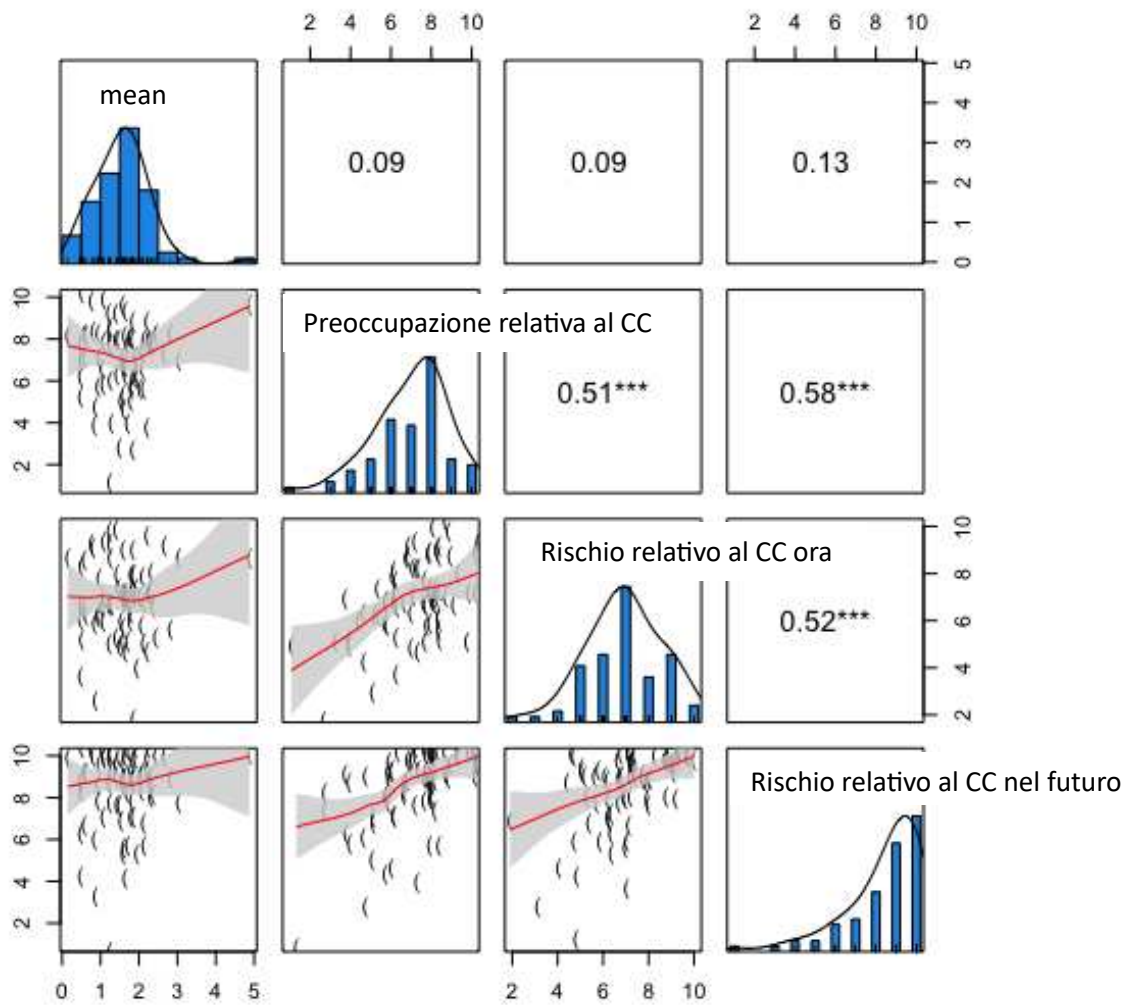 2 4 6 8 10
2 4 6 8 10
mean
0.09
0.09
0.13
0 1 2 3 4 5
2 4 6 8 10
Preoccupazione relativa al CC
0.51***
0.58***
Rischio relativo al CC ora
0.52***
2 4 6 8 10
2 4 6 8 10
Rischio relativo al CC nel futuro
0 1 2 3 4 5
2 4 6 8 10